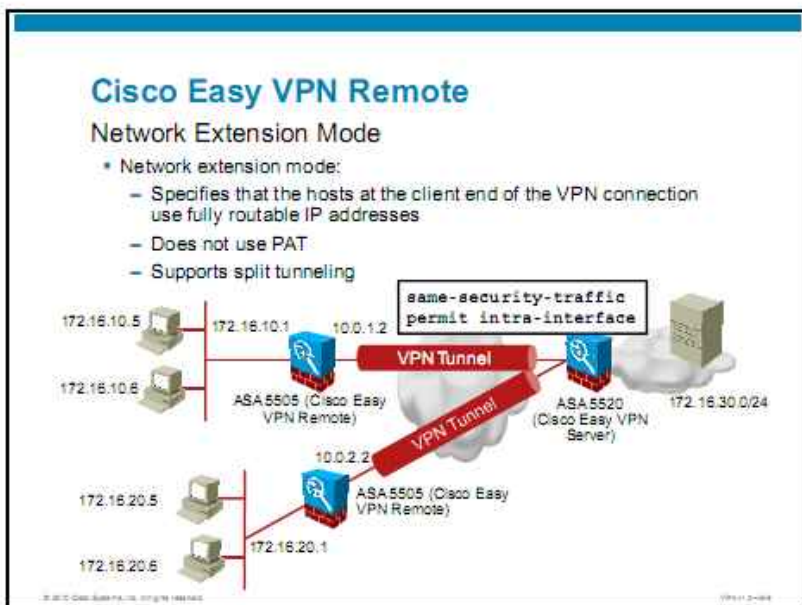 Cisco Easy VPN Remote
Network Extension Mode
Network extension mode:
– Specifies that the hosts at the client end of the VPN connection
use fully routable IP addresses
– Does not use PAT
– Supports split tunneling
same-security-traffic
permit intra-interface
172.16.10.5
172.16.10.1
10.0.1.2
VPN Tunnel
172.16.10.6
ASA 5505 (Cisco Easy
VPN Remote)
ASA 5520
(Cisco Easy VPN
Server)
172.16.30.0/24
VPN Tunnel
10.0.2.2
172.16.20.5
ASA 5505 (Cisco Easy
VPN Remote)
172.16.20.1
172.16.20.6